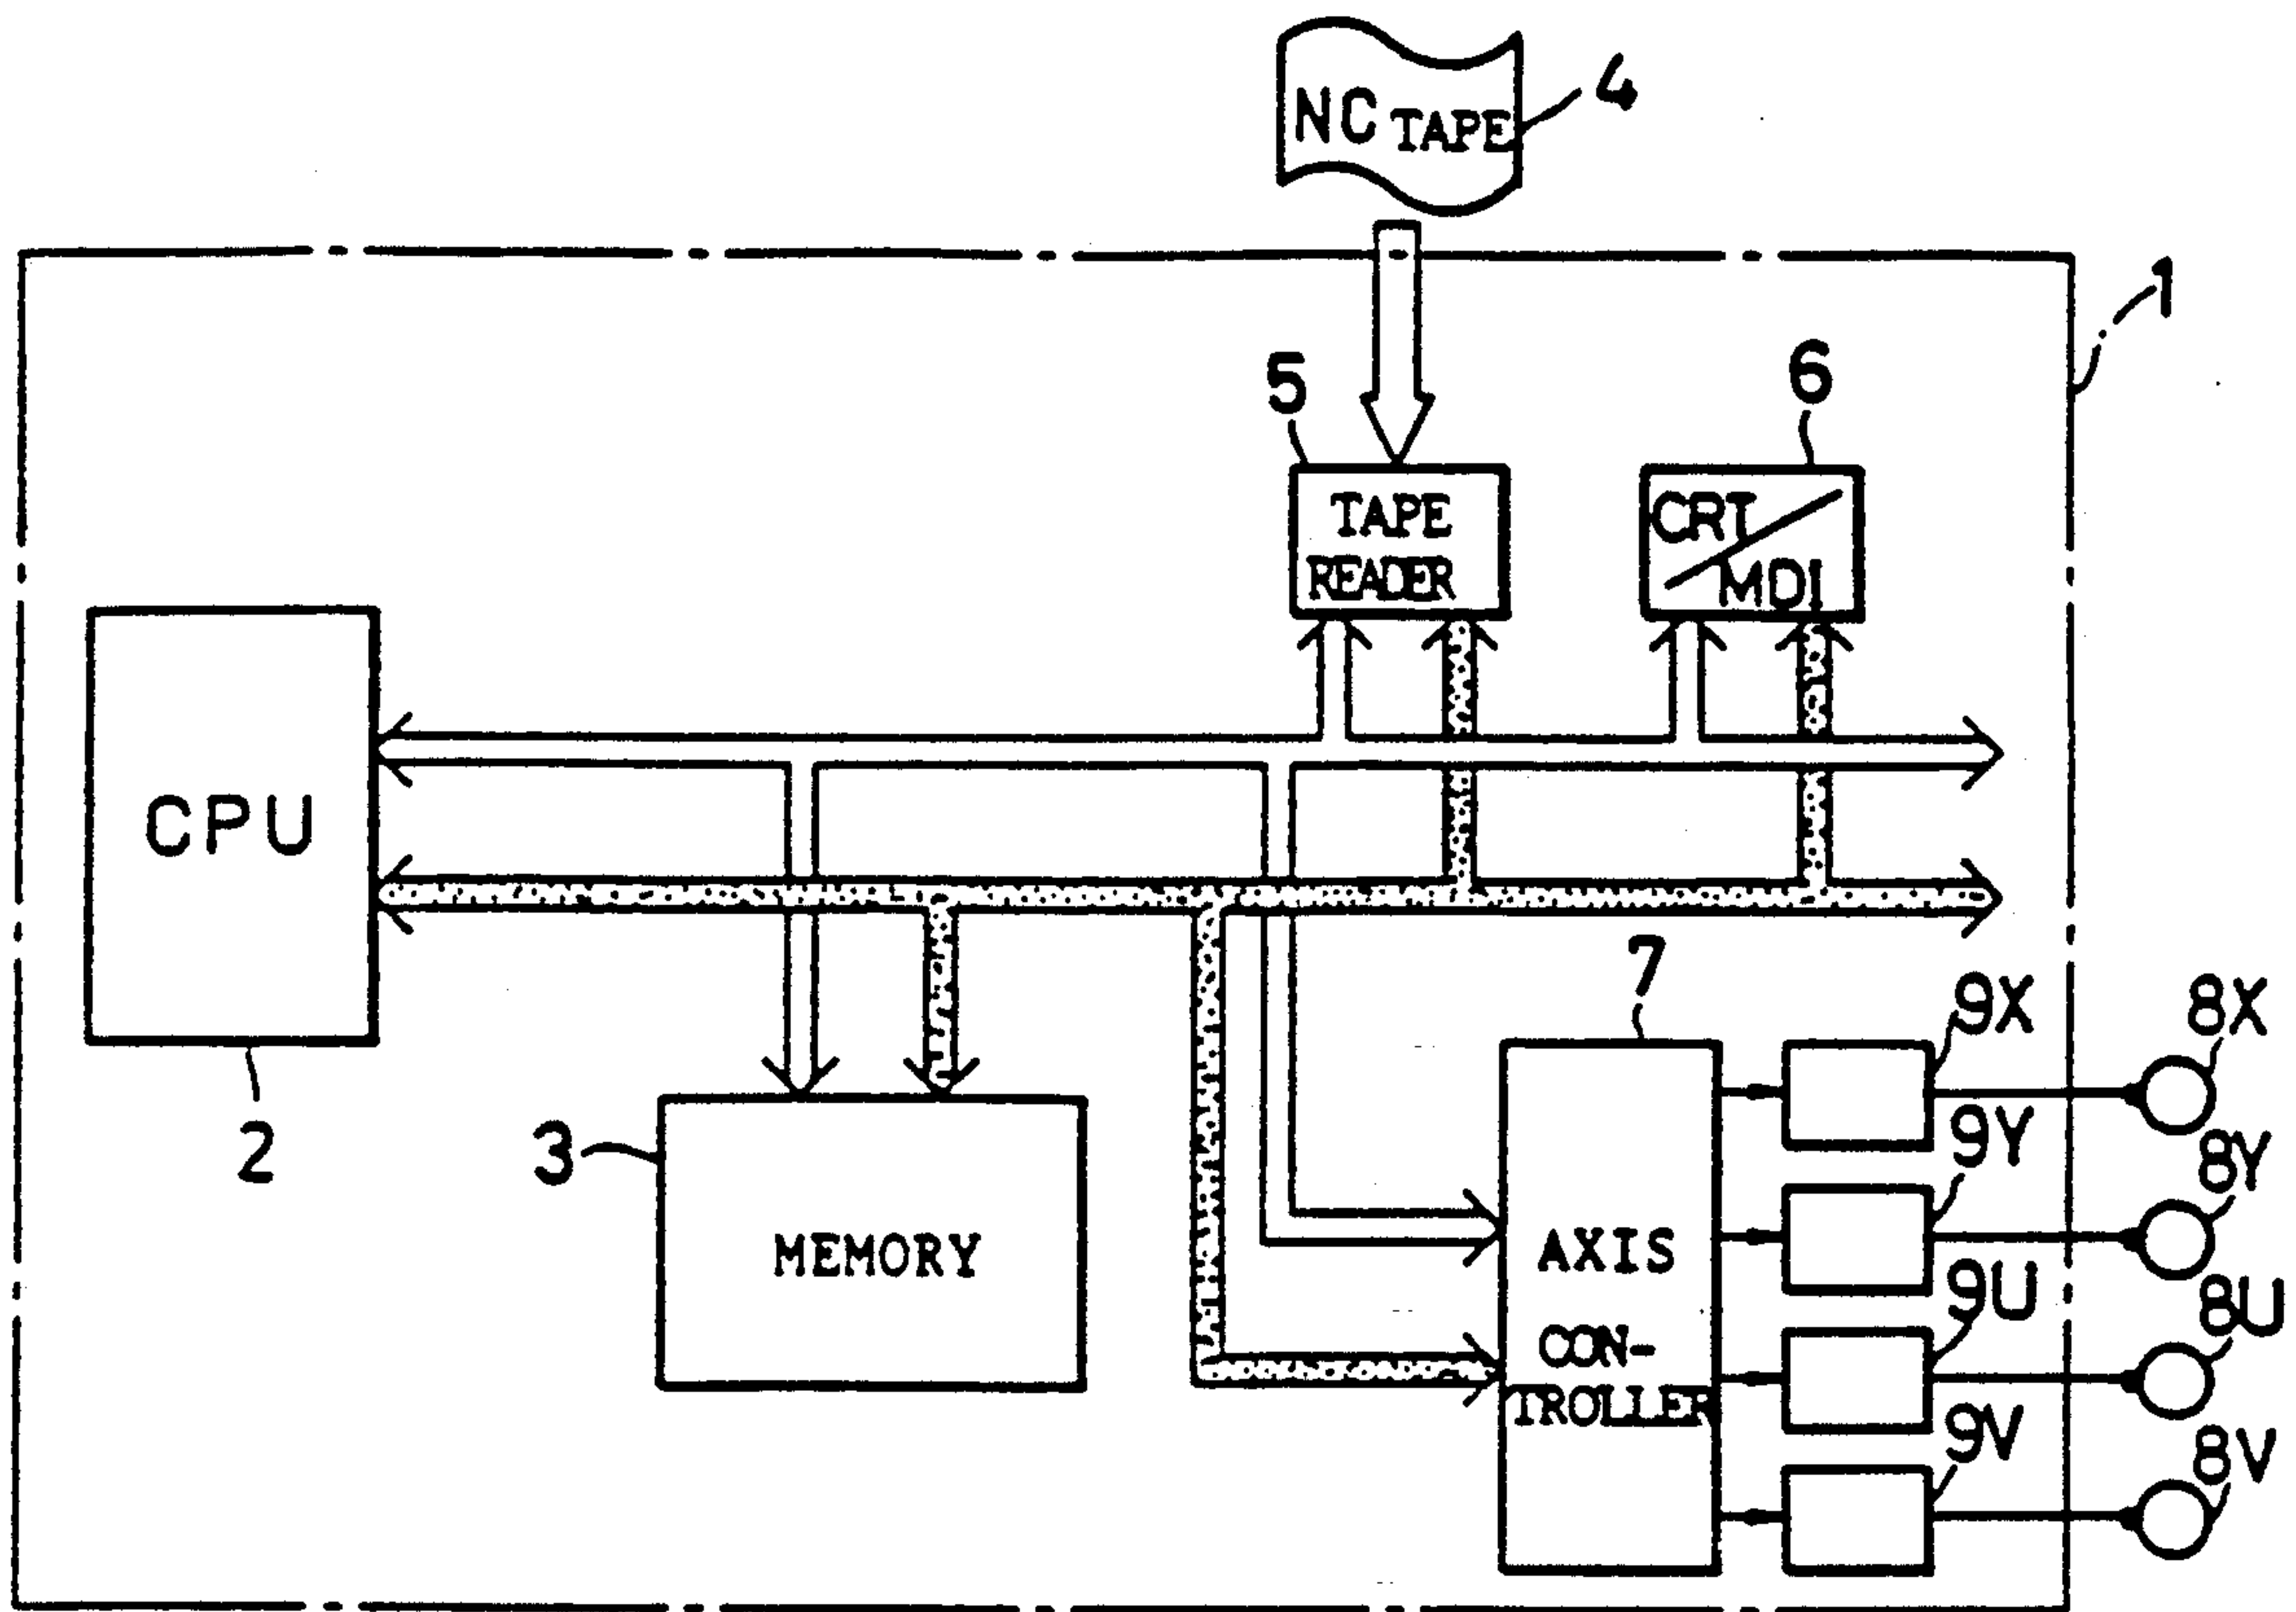 NC TAPE
4
1
5
6
TAPE
READER
CRT/
MDI
CPU
7
9X
8X
2
3
9Y
8Y
MEMORY
AXIS
CON-
TROLLER
9U
8U
9V
8V